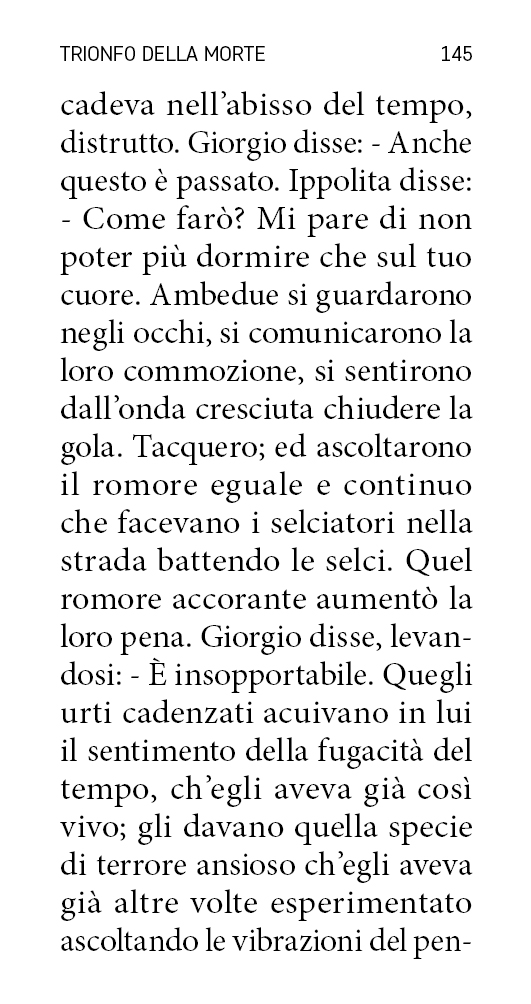 TRIONFO DELLA MORTE 145
cadeva nell’abisso del tempo,
distrutto. Giorgio disse: - Anche
questo è passato. Ippolita disse:
- Come farò? Mi pare di non
poter più dormire che sul tuo
cuore. Ambedue si guardarono
negli occhi, si comunicarono la
loro commozione, si sentirono
dall’onda cresciuta chiudere la
gola. Tacquero; ed ascoltarono
il romore eguale e continuo
che facevano i selciatori nella
strada battendo le selci. Quel
romore accorante aumentò la
loro pena. Giorgio disse, levan-
dosi: - È insopportabile. Quegli
urti cadenzati acuivano in lui
il sentimento della fugacità del
tempo, ch’egli aveva già così
vivo; gli davano quella specie
di terrore ansioso ch’egli aveva
già altre volte esperimentato
ascoltando le vibrazioni del pen-